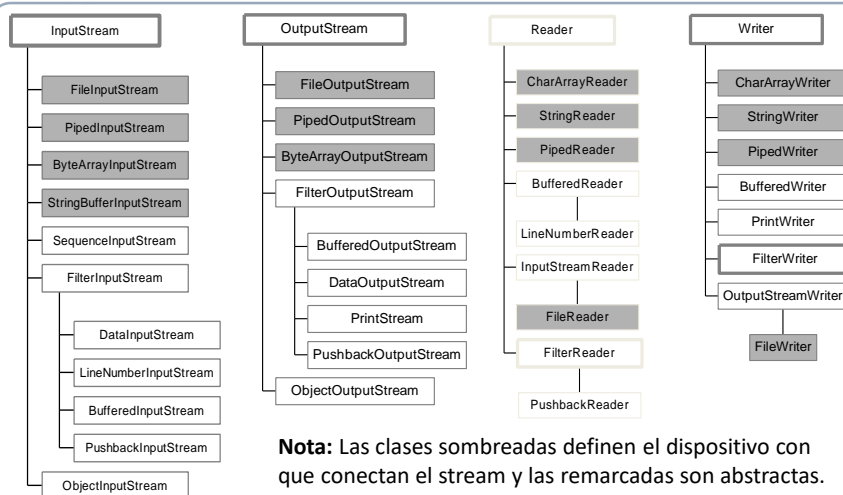 InputStream
FileInputStream
PipedInputStream
ByteArrayInputStream
StringBufferInputStream
SequenceInputStream
FilterInputStream
DataInputStream
LineNumberInputStream
BufferedInputStream
PushbackInputStream
ObjectInputStream
OutputStream
FileOutputStream
PipedOutputStream
ByteArrayOutputStream
FilterOutputStream
BufferedOutputStream
DataOutputStream
PrintStream
PushbackOutputStream
ObjectOutputStream
Reader
CharArrayReader
StringReader
PipedReader
BufferedReader
LineNumberReader
InputStreamReader
FileReader
FilterReader
PushbackReader
Writer
CharArrayWriter
StringWriter
PipedWriter
BufferedWriter
PrintWriter
FilterWriter
OutputStreamWriter
FileWriter
Nota: Las clases sombreadas definen el dispositivo con
que conectan el stream y las remarcadas son abstractas.